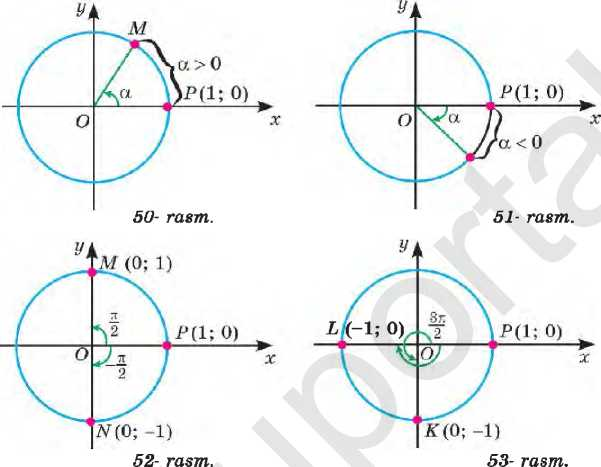 y
M
α > 0
α
P(1; 0)
O
x
50- rasm.
y
P(1; 0)
α
O
x
α < 0
51- rasm.
y
M (0; 1)
π/2
P(1; 0)
O
x
-π/2
N(0; -1)
52- rasm.
y
L (-1; 0)
3π/2
P(1; 0)
O
x
K(0; -1)
53- rasm.